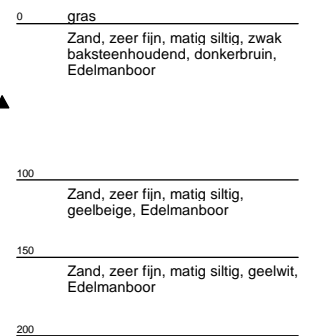 0 gras
Zand, zeer fijn, matig siltig, zwak
baksteenhoudend, donkerbruin,
Edelmanboor
100
Zand, zeer fijn, matig siltig,
geelbeige, Edelmanboor
150
Zand, zeer fijn, matig siltig, geelwit,
Edelmanboor
200